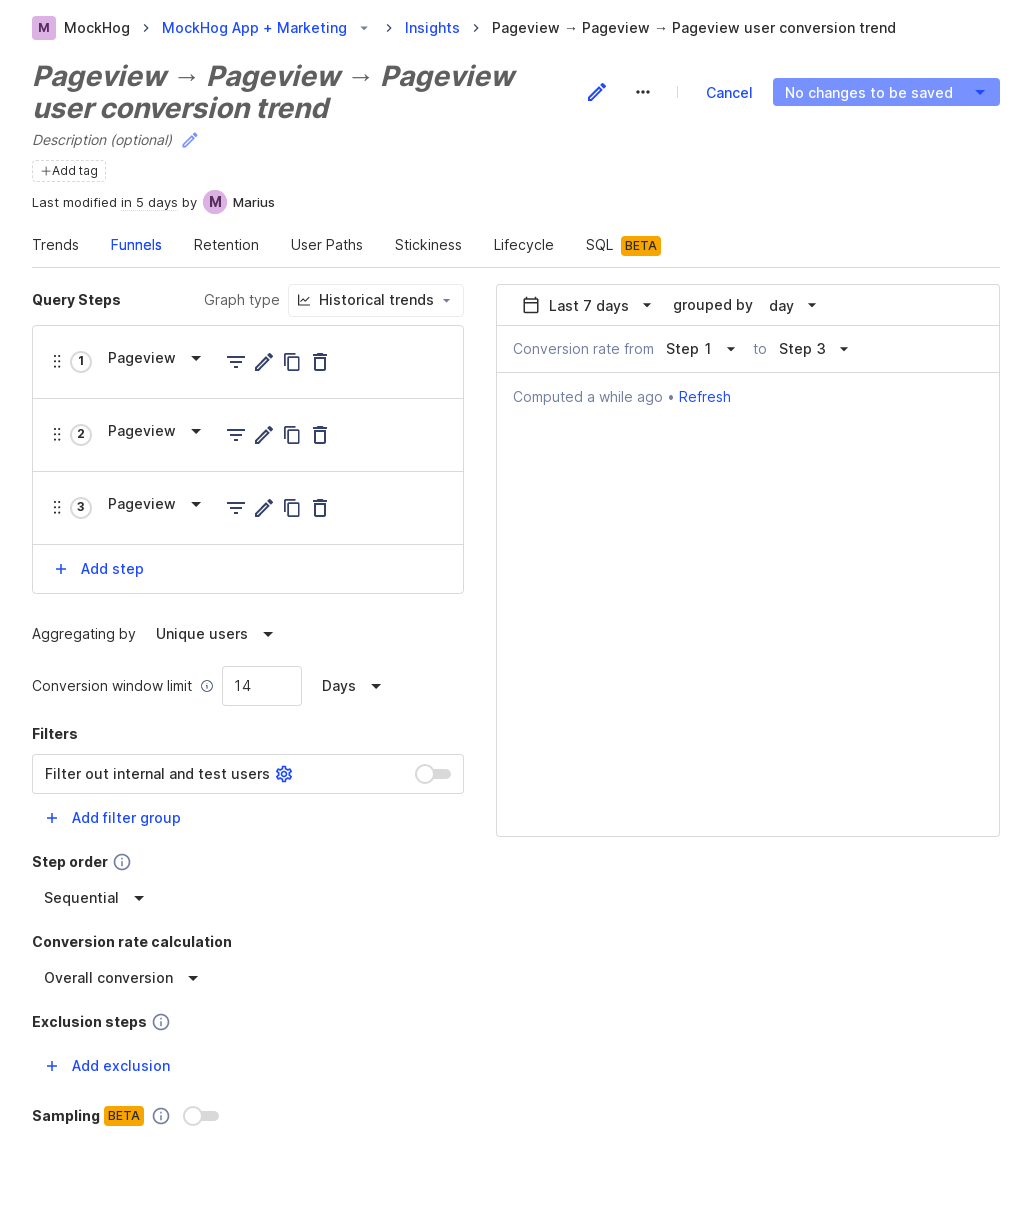 M MockHog MockHog App + Marketing Insights Pageview → Pageview → Pageview user conversion trend
Pageview → Pageview → Pageview
user conversion trend
Cancel No changes to be saved
Description (optional)
Add tag
Last modified in 5 days by M Marius
Trends Funnels Retention User Paths Stickiness Lifecycle SQL BETA
Query Steps Graph type Historical trends
1 Pageview
2 Pageview
3 Pageview
Add step
Aggregating by Unique users
Conversion window limit 14 Days
Filters
Filter out internal and test users
Add filter group
Step order
Sequential
Conversion rate calculation
Overall conversion
Exclusion steps
Add exclusion
Sampling BETA
Last 7 days grouped by day
Conversion rate from Step 1 to Step 3
Computed a while ago • Refresh